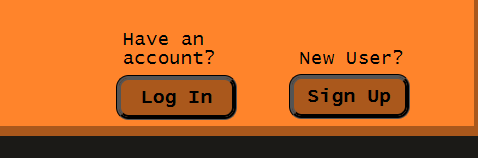 Have an
account?
Log In
New User?
Sign Up